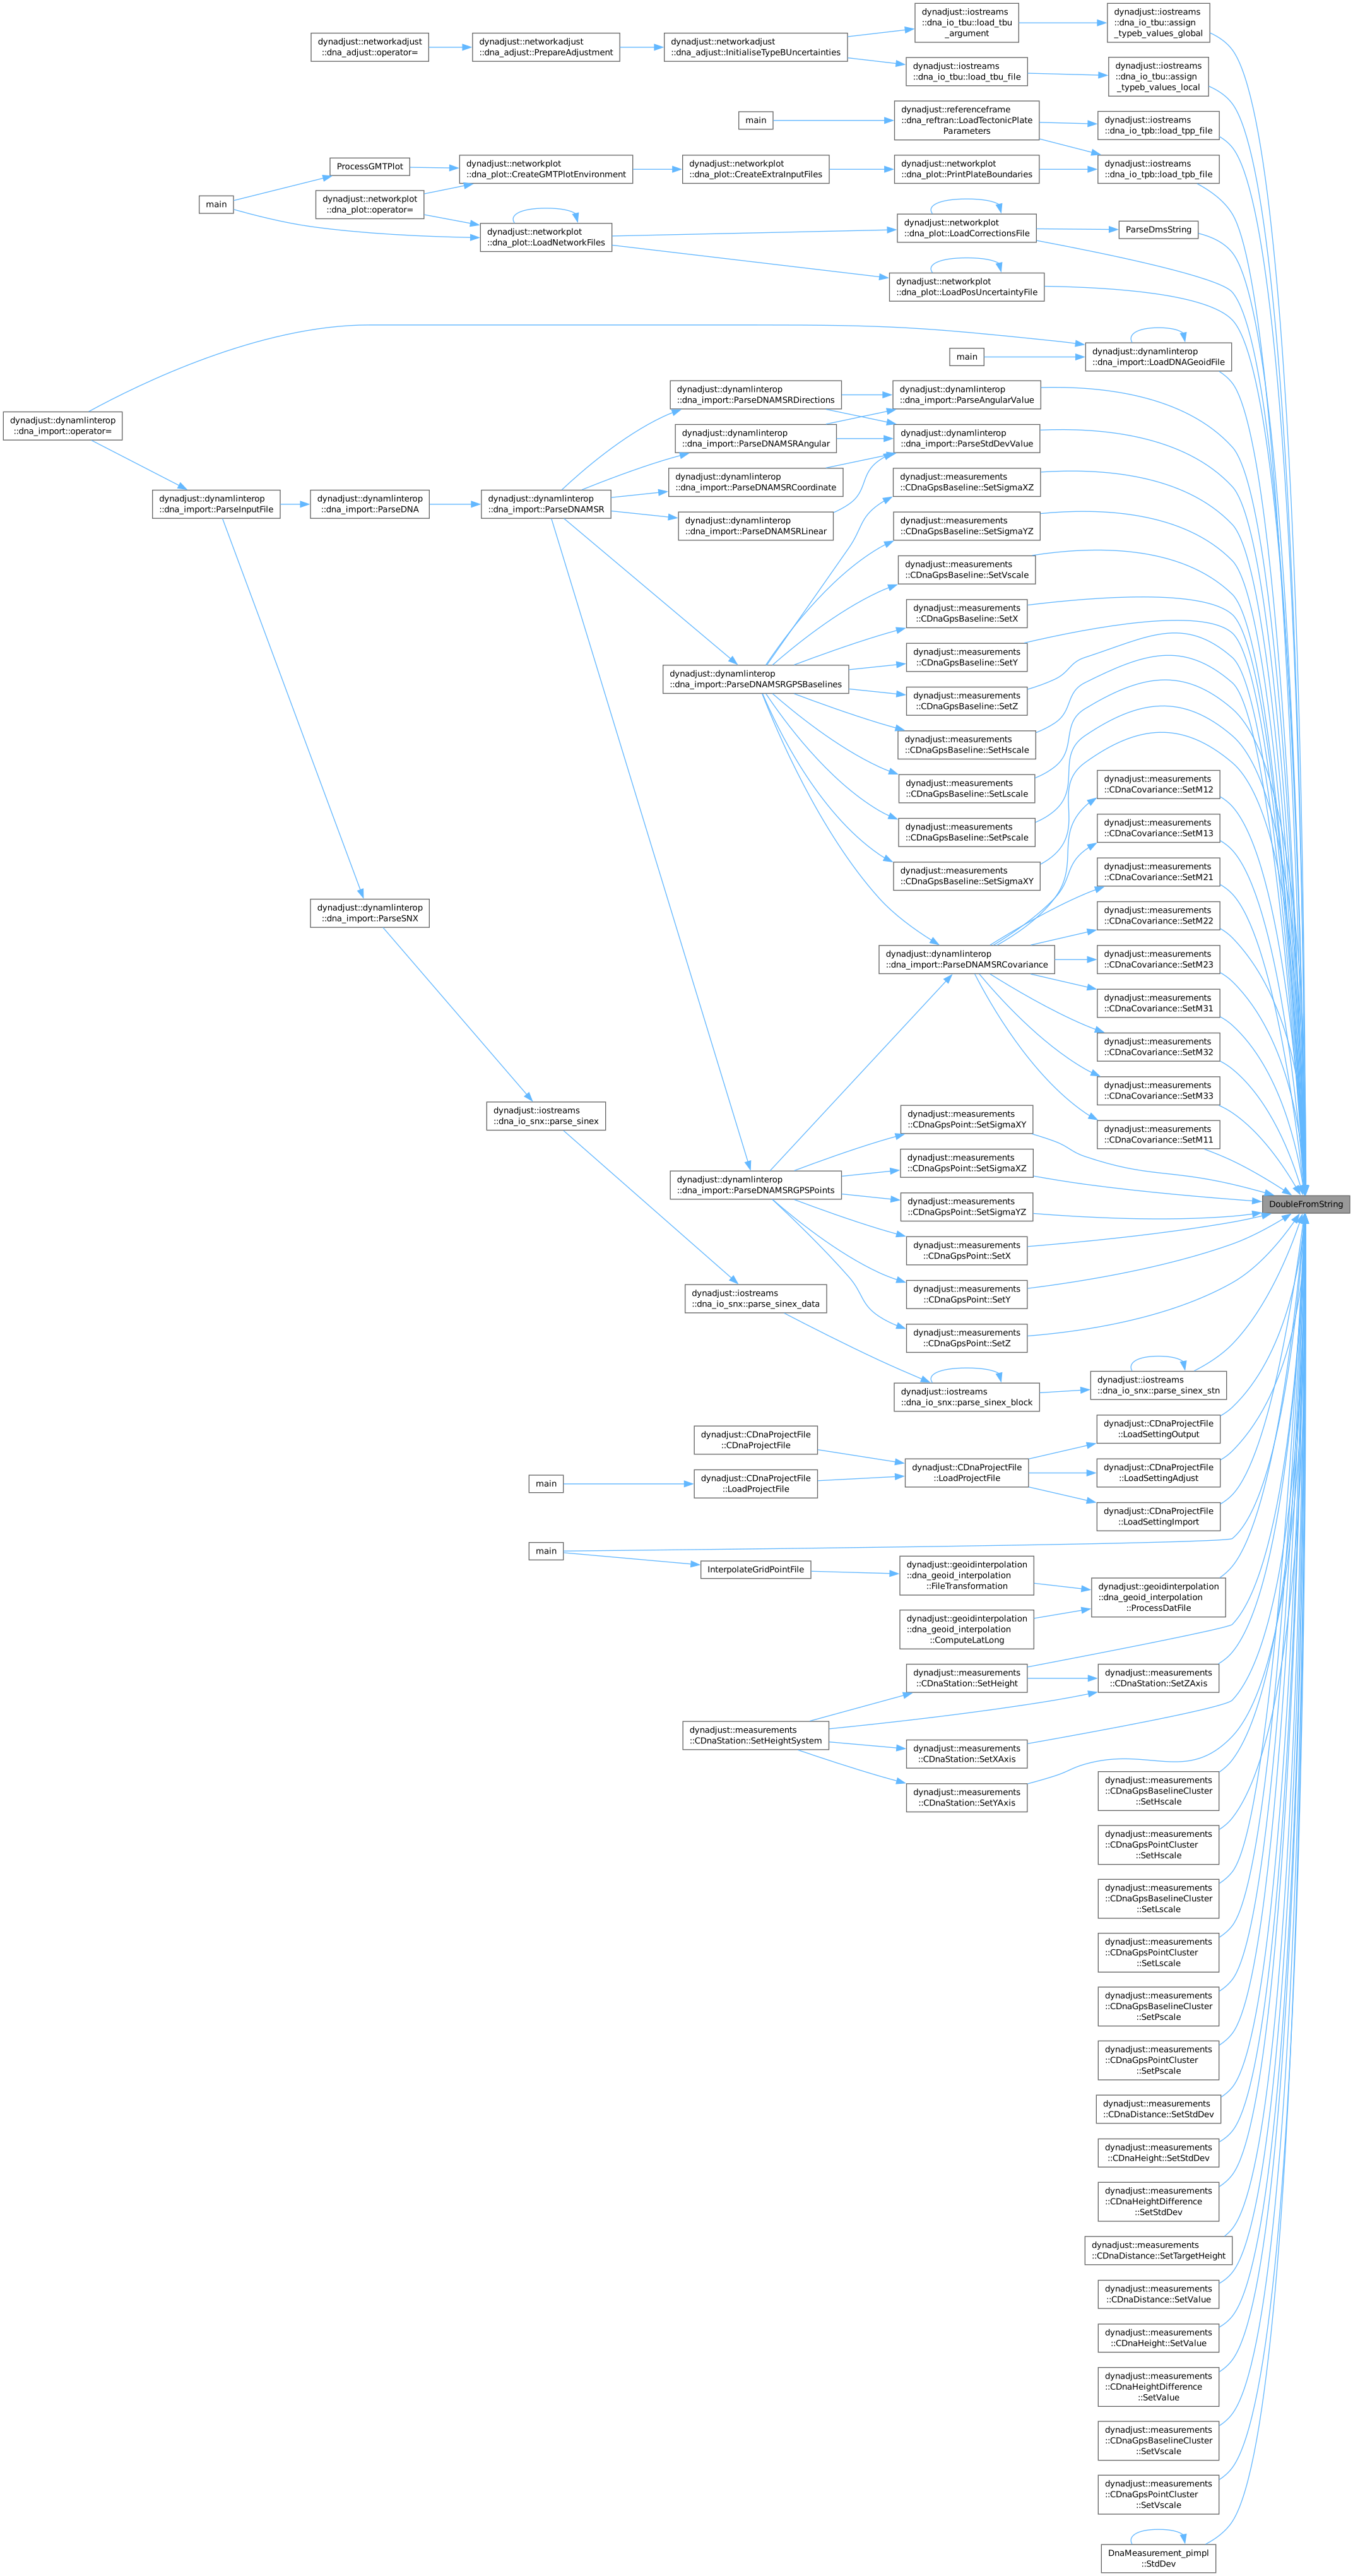 dynadjust::iostreams
::dna_io_tbu::load_tbu
_argument
dynadjust::iostreams
::dna_io_tbu::assign
_typeb_values_global
dynadjust::networkadjust
::dna_adjust::operator=
dynadjust::networkadjust
::dna_adjust::PrepareAdjustment
dynadjust::networkadjust
::dna_adjust::InitialiseTypeBUncertainties
dynadjust::iostreams
::dna_io_tbu::load_tbu_file
dynadjust::iostreams
::dna_io_tbu::assign
_typeb_values_local
main
dynadjust::referenceframe
::dna_reftran::LoadTectonicPlate
Parameters
dynadjust::iostreams
::dna_io_tpb::load_tpp_file
ProcessGMTPlot
dynadjust::networkplot
::dna_plot::CreateGMTPlotEnvironment
dynadjust::networkplot
::dna_plot::CreateExtraInputFiles
dynadjust::networkplot
::dna_plot::PrintPlateBoundaries
dynadjust::iostreams
::dna_io_tpb::load_tpb_file
main
dynadjust::networkplot
::dna_plot::operator=
dynadjust::networkplot
::dna_plot::LoadNetworkFiles
dynadjust::networkplot
::dna_plot::LoadCorrectionsFile
ParseDmsString
dynadjust::networkplot
::dna_plot::LoadPosUncertaintyFile
main
dynadjust::dynamlinterop
::dna_import::LoadDNAGeoidFile
dynadjust::dynamlinterop
::dna_import::operator=
dynadjust::dynamlinterop
::dna_import::ParseDNAMSRDirections
dynadjust::dynamlinterop
::dna_import::ParseAngularValue
dynadjust::dynamlinterop
::dna_import::ParseDNAMSRAngular
dynadjust::dynamlinterop
::dna_import::ParseStdDevValue
dynadjust::dynamlinterop
::dna_import::ParseDNAMSRCoordinate
dynadjust::measurements
::CDnaGpsBaseline::SetSigmaXZ
dynadjust::dynamlinterop
::dna_import::ParseInputFile
dynadjust::dynamlinterop
::dna_import::ParseDNA
dynadjust::dynamlinterop
::dna_import::ParseDNAMSR
dynadjust::dynamlinterop
::dna_import::ParseDNAMSRLinear
dynadjust::measurements
::CDnaGpsBaseline::SetSigmaYZ
dynadjust::measurements
::CDnaGpsBaseline::SetVscale
dynadjust::measurements
::CDnaGpsBaseline::SetX
dynadjust::measurements
::CDnaGpsBaseline::SetY
dynadjust::dynamlinterop
::dna_import::ParseDNAMSRGPSBaselines
dynadjust::measurements
::CDnaGpsBaseline::SetZ
dynadjust::measurements
::CDnaGpsBaseline::SetHscale
dynadjust::measurements
::CDnaGpsBaseline::SetLscale
dynadjust::measurements
::CDnaCovariance::SetM12
dynadjust::measurements
::CDnaGpsBaseline::SetPscale
dynadjust::measurements
::CDnaCovariance::SetM13
dynadjust::measurements
::CDnaGpsBaseline::SetSigmaXY
dynadjust::measurements
::CDnaCovariance::SetM21
dynadjust::dynamlinterop
::dna_import::ParseSNX
dynadjust::measurements
::CDnaCovariance::SetM22
dynadjust::dynamlinterop
::dna_import::ParseDNAMSRCovariance
dynadjust::measurements
::CDnaCovariance::SetM23
dynadjust::measurements
::CDnaCovariance::SetM31
dynadjust::measurements
::CDnaCovariance::SetM32
dynadjust::measurements
::CDnaCovariance::SetM33
dynadjust::iostreams
::dna_io_snx::parse_sinex
dynadjust::measurements
::CDnaGpsPoint::SetSigmaXY
dynadjust::measurements
::CDnaCovariance::SetM11
dynadjust::dynamlinterop
::dna_import::ParseDNAMSRGPSPoints
dynadjust::measurements
::CDnaGpsPoint::SetSigmaXZ
dynadjust::measurements
::CDnaGpsPoint::SetSigmaYZ
DoubleFromString
dynadjust::measurements
::CDnaGpsPoint::SetX
dynadjust::iostreams
::dna_io_snx::parse_sinex_data
dynadjust::measurements
::CDnaGpsPoint::SetY
dynadjust::measurements
::CDnaGpsPoint::SetZ
dynadjust::iostreams
::dna_io_snx::parse_sinex_block
dynadjust::iostreams
::dna_io_snx::parse_sinex_stn
dynadjust::CDnaProjectFile
::CDnaProjectFile
dynadjust::CDnaProjectFile
::LoadSettingOutput
main
dynadjust::CDnaProjectFile
::LoadProjectFile
dynadjust::CDnaProjectFile
::LoadProjectFile
dynadjust::CDnaProjectFile
::LoadSettingAdjust
dynadjust::CDnaProjectFile
::LoadSettingImport
main
InterpolateGridPointFile
dynadjust::geoidinterpolation
::dna_geoid_interpolation
::FileTransformation
dynadjust::geoidinterpolation
::dna_geoid_interpolation
::ProcessDatFile
dynadjust::geoidinterpolation
::dna_geoid_interpolation
::ComputeLatLong
dynadjust::measurements
::CDnaStation::SetHeight
dynadjust::measurements
::CDnaStation::SetZAxis
dynadjust::measurements
::CDnaStation::SetHeightSystem
dynadjust::measurements
::CDnaStation::SetXAxis
dynadjust::measurements
::CDnaStation::SetYAxis
dynadjust::measurements
::CDnaGpsBaselineCluster
::SetHscale
dynadjust::measurements
::CDnaGpsPointCluster
::SetHscale
dynadjust::measurements
::CDnaGpsBaselineCluster
::SetLscale
dynadjust::measurements
::CDnaGpsPointCluster
::SetLscale
dynadjust::measurements
::CDnaGpsBaselineCluster
::SetPscale
dynadjust::measurements
::CDnaGpsPointCluster
::SetPscale
dynadjust::measurements
::CDnaDistance::SetStdDev
dynadjust::measurements
::CDnaHeight::SetStdDev
dynadjust::measurements
::CDnaHeightDifference
::SetStdDev
dynadjust::measurements
::CDnaDistance::SetTargetHeight
dynadjust::measurements
::CDnaDistance::SetValue
dynadjust::measurements
::CDnaHeight::SetValue
dynadjust::measurements
::CDnaHeightDifference
::SetValue
dynadjust::measurements
::CDnaGpsBaselineCluster
::SetVscale
dynadjust::measurements
::CDnaGpsPointCluster
::SetVscale
DnaMeasurement_pimpl
::StdDev